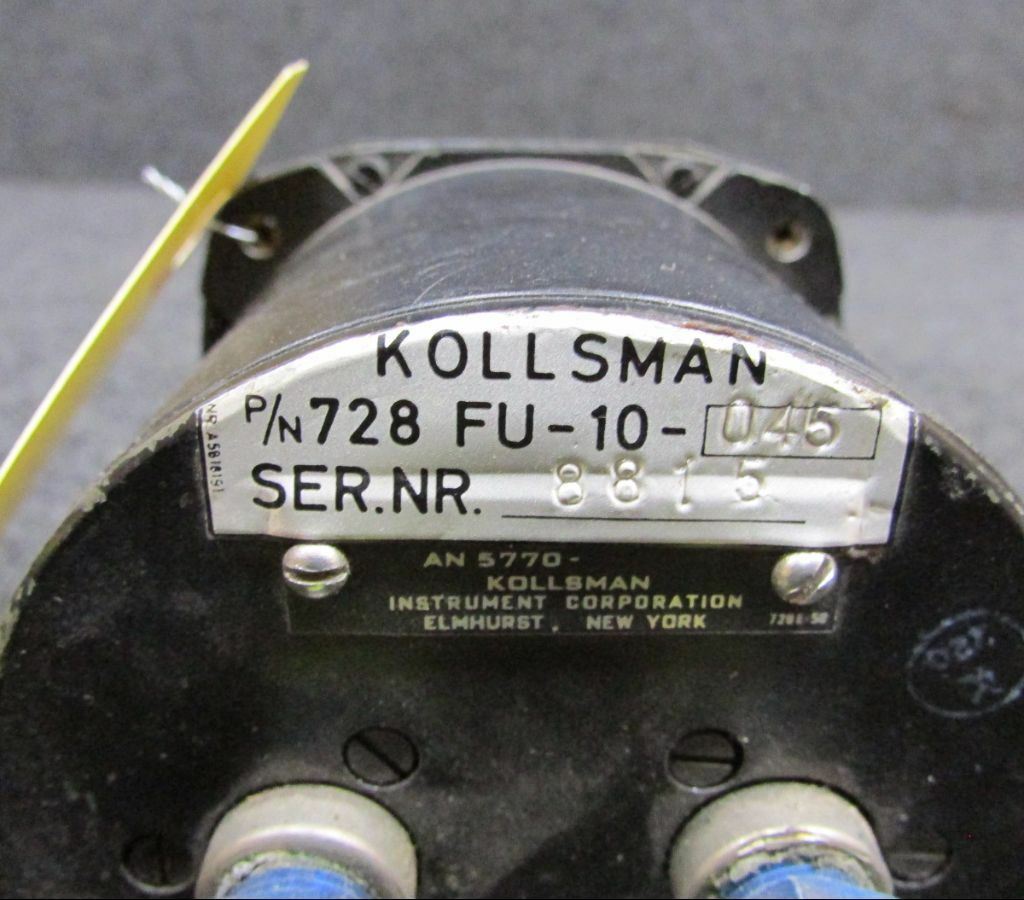 KOLLSMAN
P/N 728 FU-10-045
SER.NR. 8815
AN 5770-
KOLLSMAN
INSTRUMENT CORPORATION
ELMHURST, NEW YORK